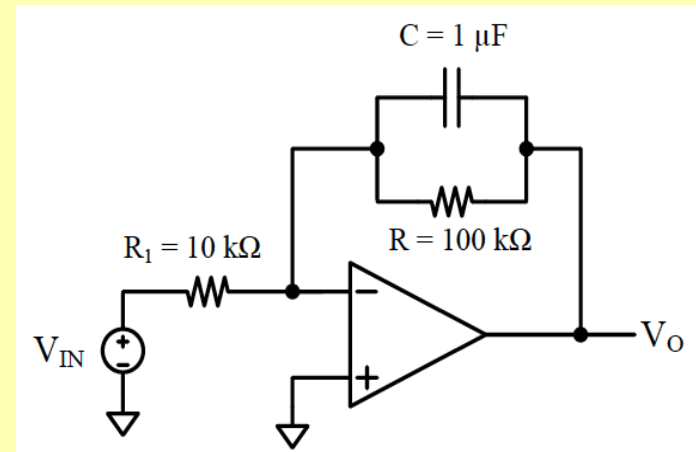 C = 1 μF
R = 100 kΩ
R₁ = 10 kΩ
V_IN
+
−
−
+
V_O